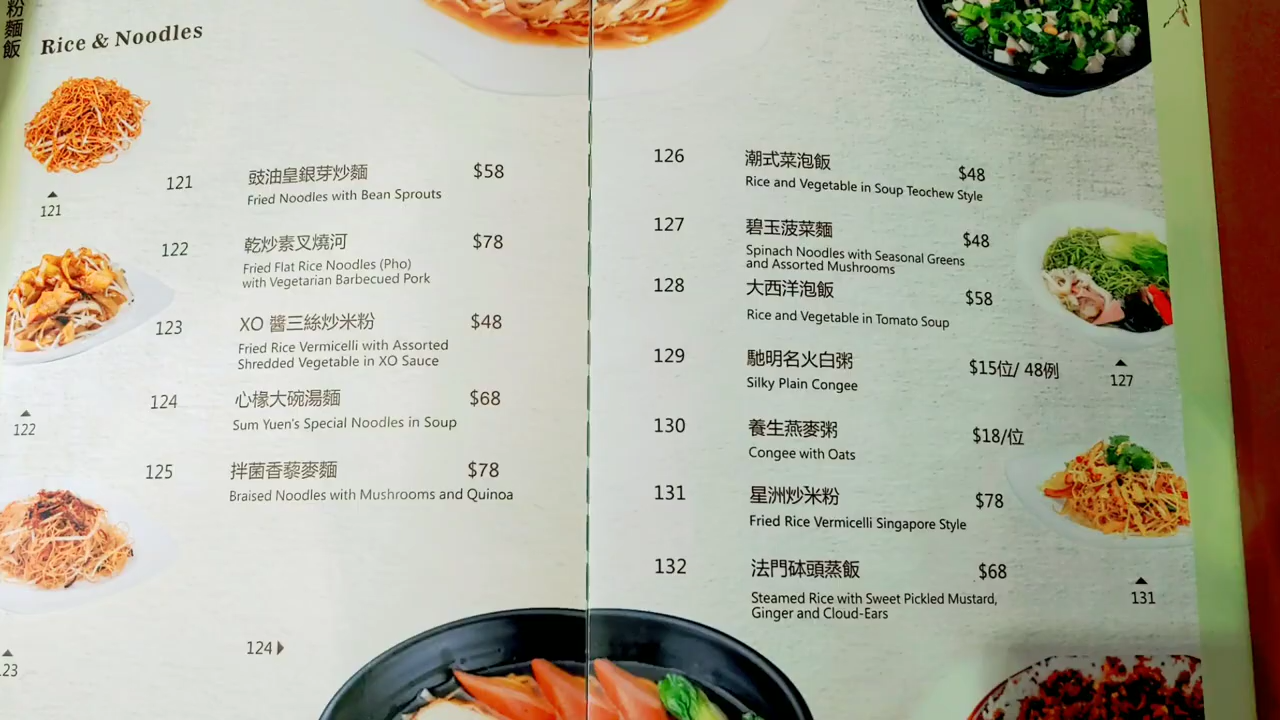 粉麵飯
Rice & Noodles
121
122
123
124
121 豉油皇銀芽炒麵 $58
Fried Noodles with Bean Sprouts
122 乾炒素叉燒河 $78
Fried Flat Rice Noodles (Pho)
with Vegetarian Barbecued Pork
123 XO 醬三絲炒米粉 $48
Fried Rice Vermicelli with Assorted
Shredded Vegetable in XO Sauce
124 心椽大碗湯麵 $68
Sum Yuen's Special Noodles in Soup
125 拌菌香藜麥麵 $78
Braised Noodles with Mushrooms and Quinoa
126 潮式菜泡飯 $48
Rice and Vegetable in Soup Teochew Style
127 碧玉菠菜麵 $48
Spinach Noodles with Seasonal Greens
and Assorted Mushrooms
128 大西洋泡飯 $58
Rice and Vegetable in Tomato Soup
129 馳明名火白粥 $15位/ 48例
Silky Plain Congee
130 養生燕麥粥 $18/位
Congee with Oats
131 星洲炒米粉 $78
Fried Rice Vermicelli Singapore Style
132 法門砵頭蒸飯 $68
Steamed Rice with Sweet Pickled Mustard,
Ginger and Cloud-Ears
127
131